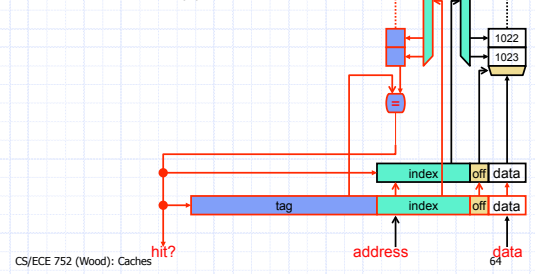 1022
1023
=
index off data
tag index off data
hit? address data
CS/ECE 752 (Wood): Caches 64